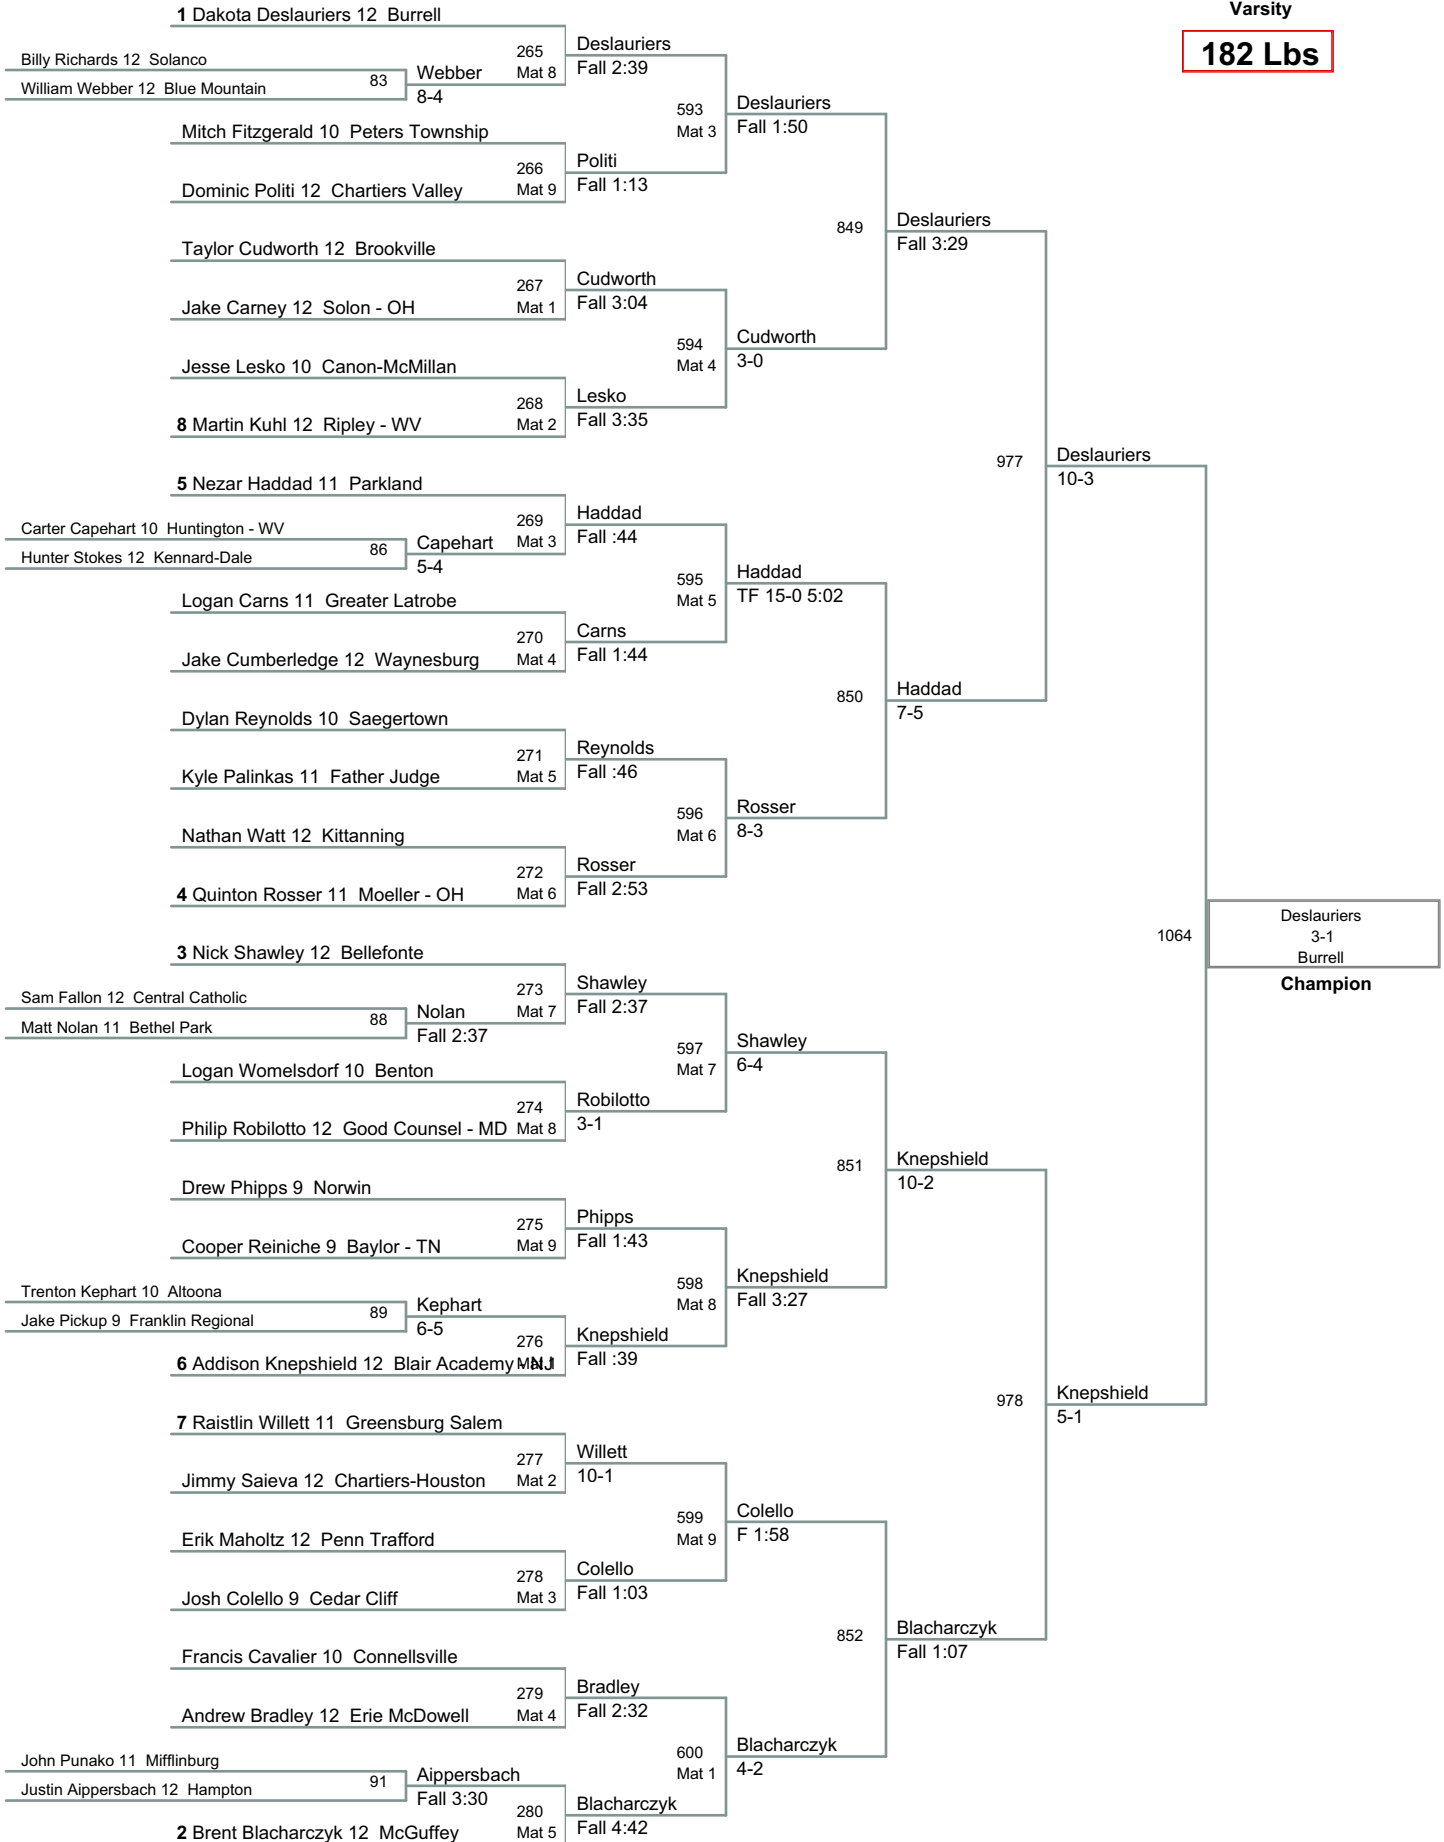 Varsity
182 Lbs
1 Dakota Deslauriers 12 Burrell
Billy Richards 12 Solanco
William Webber 12 Blue Mountain
83
Webber
8-4
265
Mat 8
Deslauriers
Fall 2:39
Mitch Fitzgerald 10 Peters Township
Dominic Politi 12 Chartiers Valley
266
Mat 9
Politi
Fall 1:13
593
Mat 3
Deslauriers
Fall 1:50
Taylor Cudworth 12 Brookville
Jake Carney 12 Solon - OH
267
Mat 1
Cudworth
Fall 3:04
Jesse Lesko 10 Canon-McMillan
8 Martin Kuhl 12 Ripley - WV
268
Mat 2
Lesko
Fall 3:35
594
Mat 4
Cudworth
3-0
849
Deslauriers
Fall 3:29
5 Nezar Haddad 11 Parkland
Carter Capehart 10 Huntington - WV
Hunter Stokes 12 Kennard-Dale
86
Capehart
5-4
269
Mat 3
Haddad
Fall :44
Logan Carns 11 Greater Latrobe
Jake Cumberledge 12 Waynesburg
270
Mat 4
Carns
Fall 1:44
595
Mat 5
Haddad
TF 15-0 5:02
Dylan Reynolds 10 Saegertown
Kyle Palinkas 11 Father Judge
271
Mat 5
Reynolds
Fall :46
Nathan Watt 12 Kittanning
4 Quinton Rosser 11 Moeller - OH
272
Mat 6
Rosser
Fall 2:53
596
Mat 6
Rosser
8-3
850
Haddad
7-5
977
Deslauriers
10-3
3 Nick Shawley 12 Bellefonte
Sam Fallon 12 Central Catholic
Matt Nolan 11 Bethel Park
88
Nolan
Fall 2:37
273
Mat 7
Shawley
Fall 2:37
Logan Womelsdorf 10 Benton
Philip Robilotto 12 Good Counsel - MD
274
Mat 8
Robilotto
3-1
597
Mat 7
Shawley
6-4
Drew Phipps 9 Norwin
Cooper Reiniche 9 Baylor - TN
275
Mat 9
Phipps
Fall 1:43
Trenton Kephart 10 Altoona
Jake Pickup 9 Franklin Regional
89
Kephart
6-5
6 Addison Knepshield 12 Blair Academy - NJ
276
Mat 1
Knepshield
Fall :39
598
Mat 8
Knepshield
Fall 3:27
851
Knepshield
10-2
7 Raistlin Willett 11 Greensburg Salem
Jimmy Saieva 12 Chartiers-Houston
277
Mat 2
Willett
10-1
Erik Maholtz 12 Penn Trafford
Josh Colello 9 Cedar Cliff
278
Mat 3
Colello
Fall 1:03
599
Mat 9
Colello
F 1:58
Francis Cavalier 10 Connellsville
Andrew Bradley 12 Erie McDowell
279
Mat 4
Bradley
Fall 2:32
John Punako 11 Mifflinburg
Justin Aippersbach 12 Hampton
91
Aippersbach
Fall 3:30
2 Brent Blacharczyk 12 McGuffey
280
Mat 5
Blacharczyk
Fall 4:42
600
Mat 1
Blacharczyk
4-2
852
Blacharczyk
Fall 1:07
978
Knepshield
5-1
1064
Deslauriers
3-1
Burrell
Champion